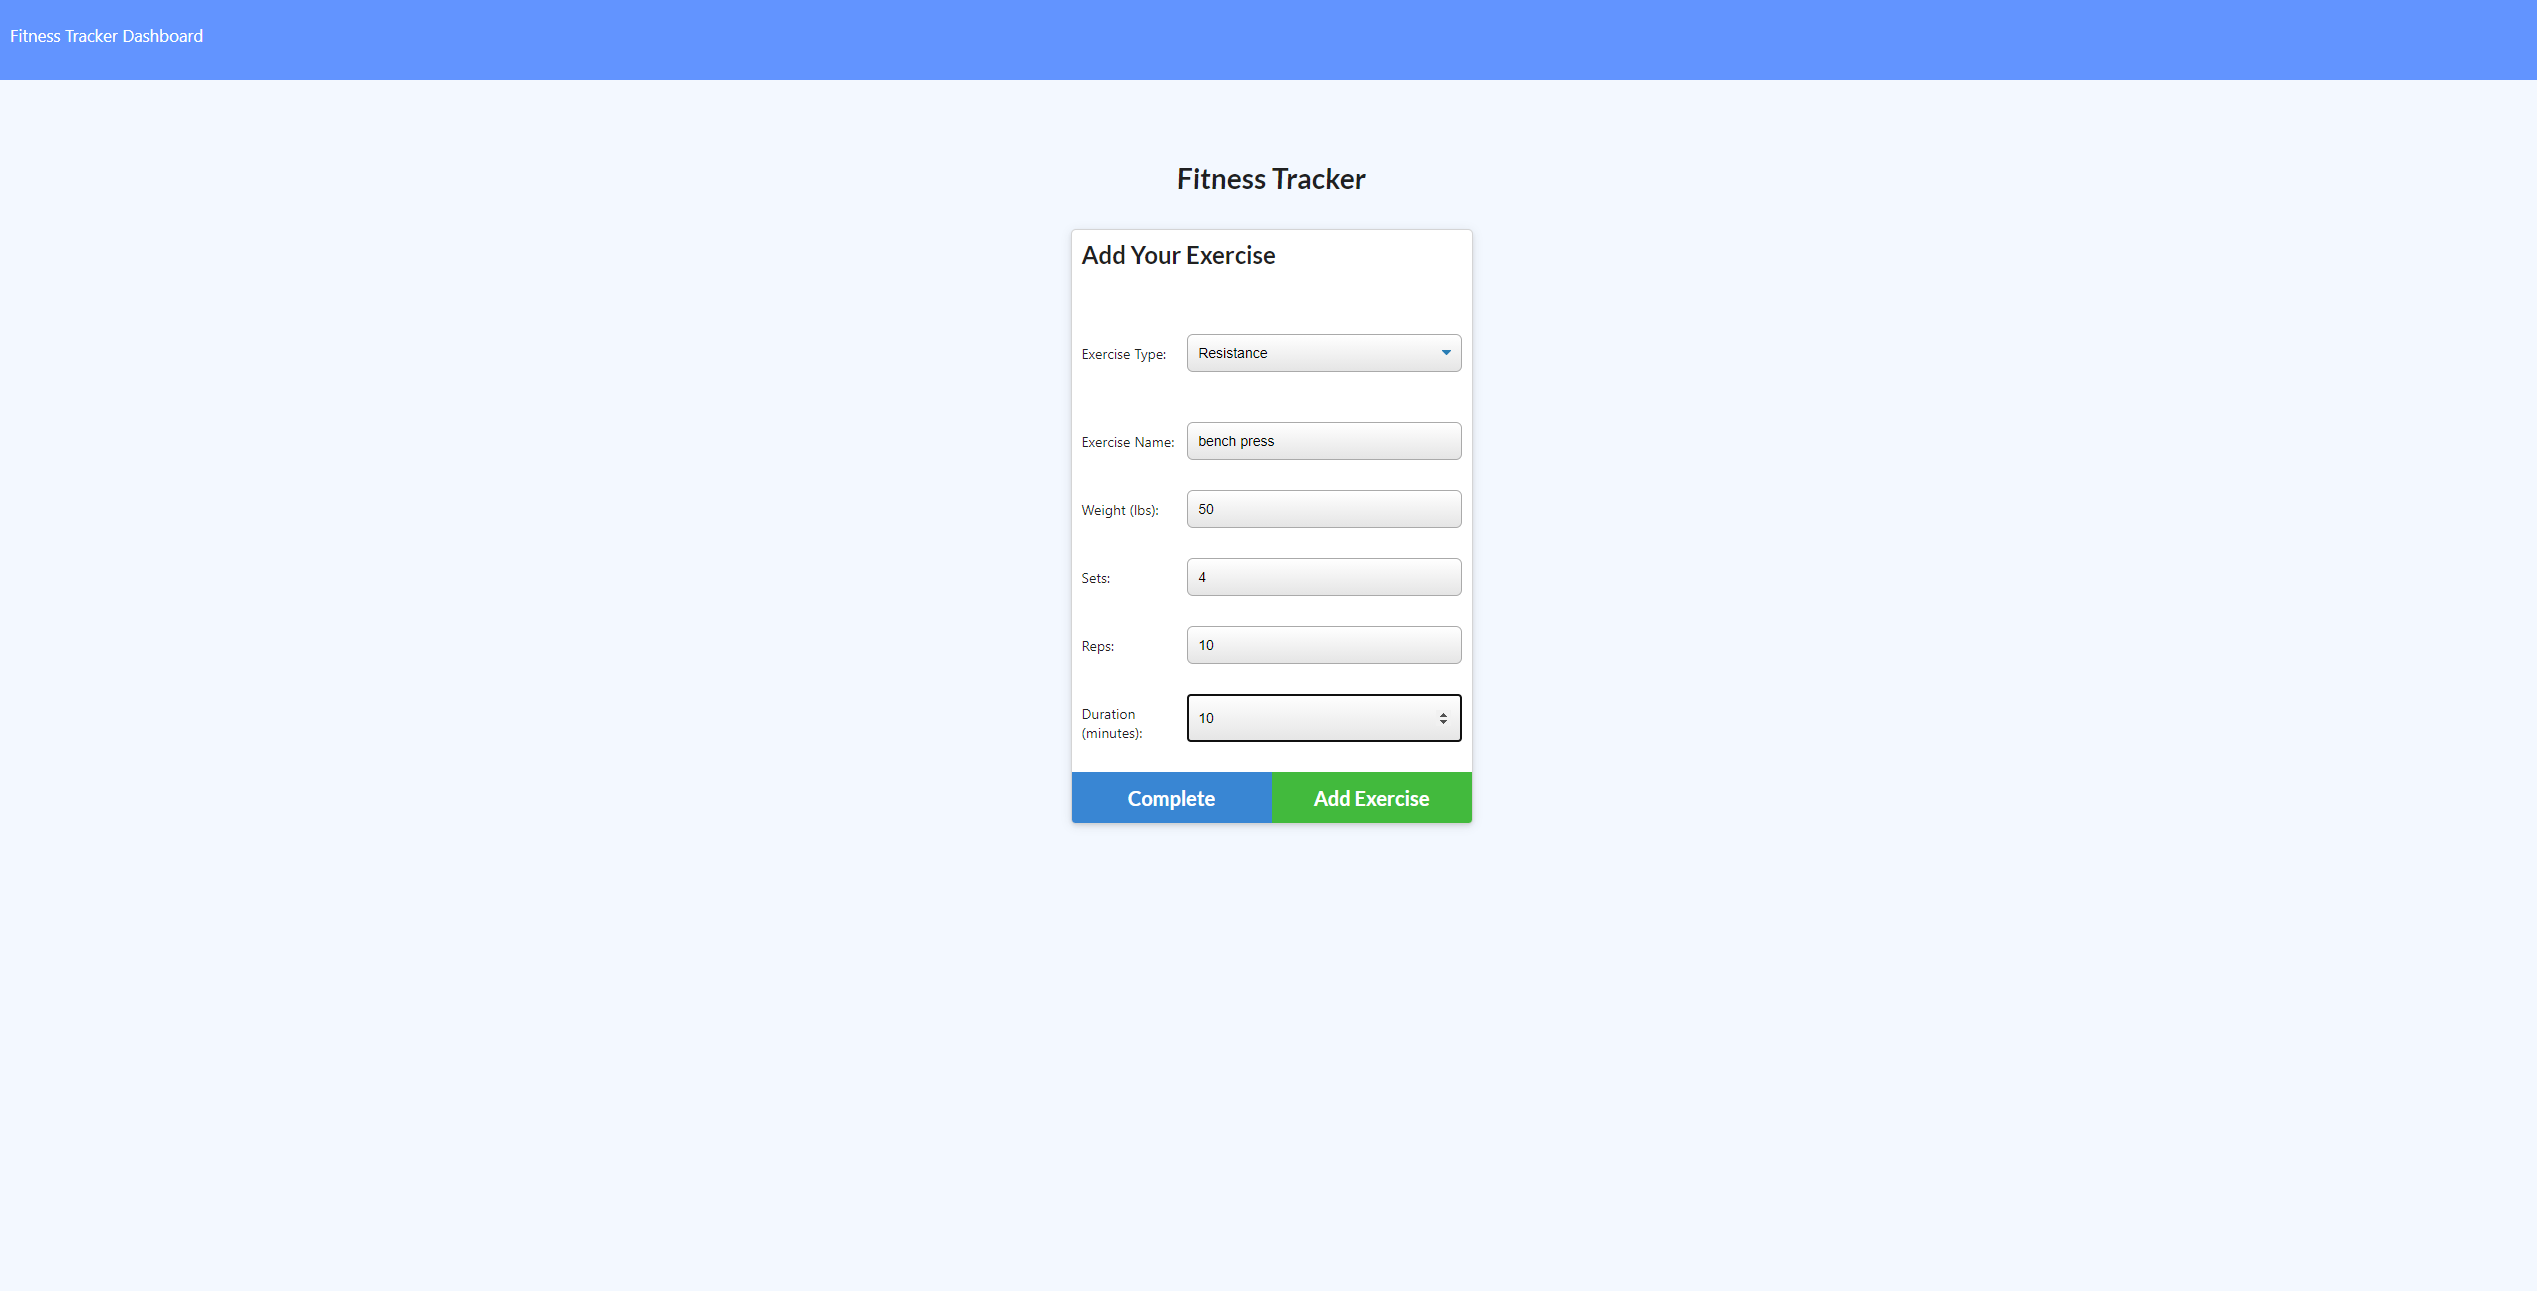 Fitness Tracker Dashboard
Fitness Tracker
Add Your Exercise
Exercise Type: Resistance
Exercise Name: bench press
Weight (lbs): 50
Sets: 4
Reps: 10
Duration (minutes): 10
Complete Add Exercise